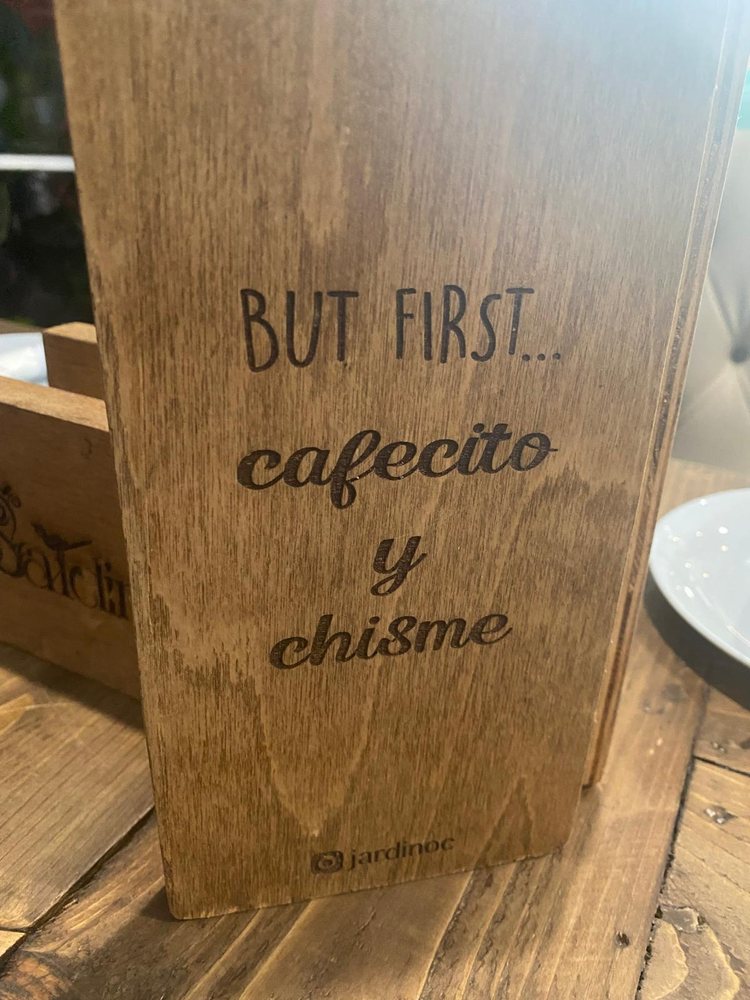 BUT FIRST...
cafecito
y
chisme
jardinoc